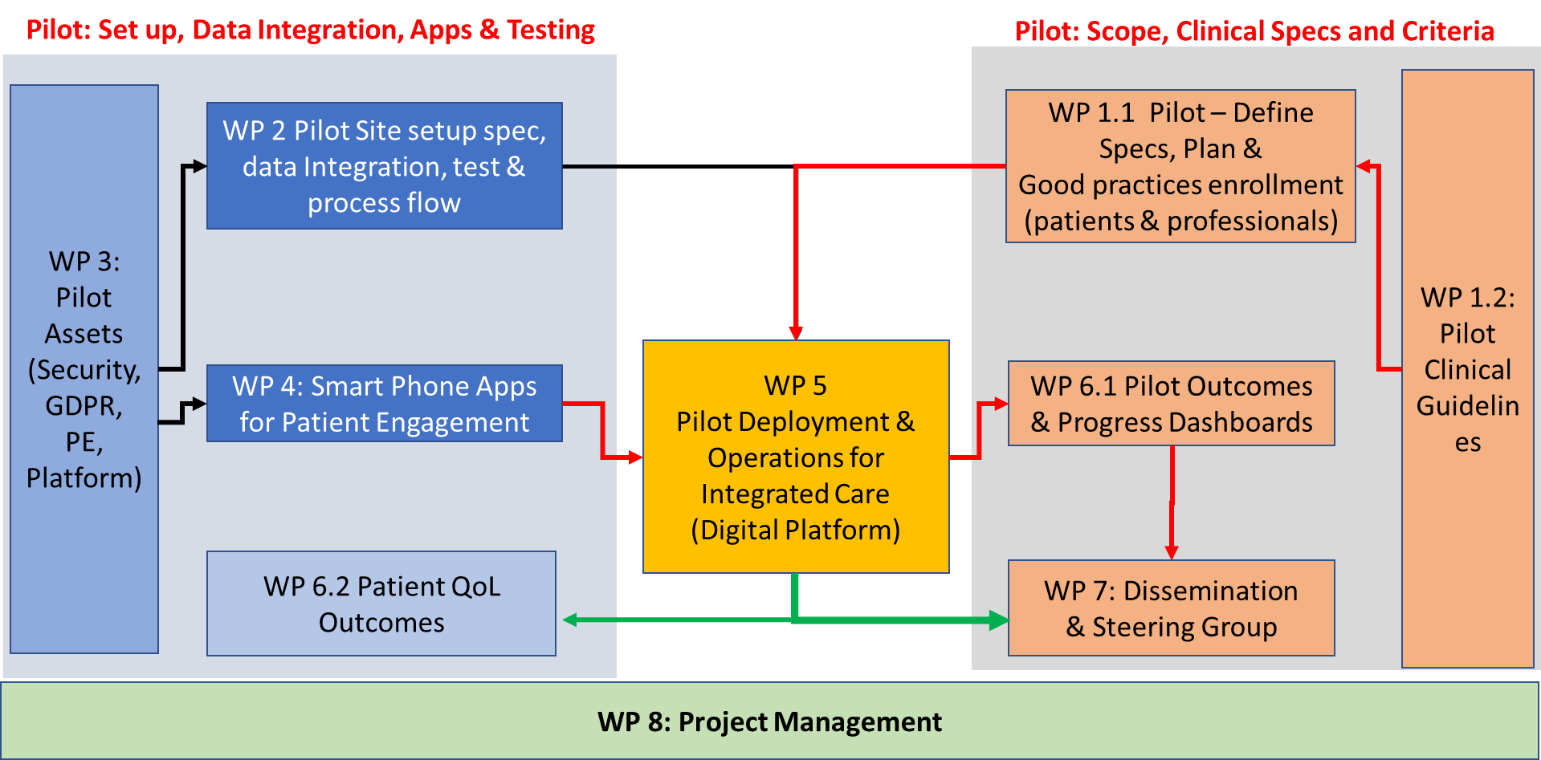 Pilot: Set up, Data Integration, Apps & Testing
Pilot: Scope, Clinical Specs and Criteria
WP 3:
Pilot
Assets
(Security,
GDPR,
PE,
Platform)
WP 2 Pilot Site setup spec,
data Integration, test &
process flow
WP 4: Smart Phone Apps
for Patient Engagement
WP 6.2 Patient QoL
Outcomes
WP 5
Pilot Deployment &
Operations for
Integrated Care
(Digital Platform)
WP 1.1 Pilot – Define
Specs, Plan &
Good practices enrollment
(patients & professionals)
WP 6.1 Pilot Outcomes
& Progress Dashboards
WP 7: Dissemination
& Steering Group
WP 1.2:
Pilot
Clinical
Guidelin
es
WP 8: Project Management